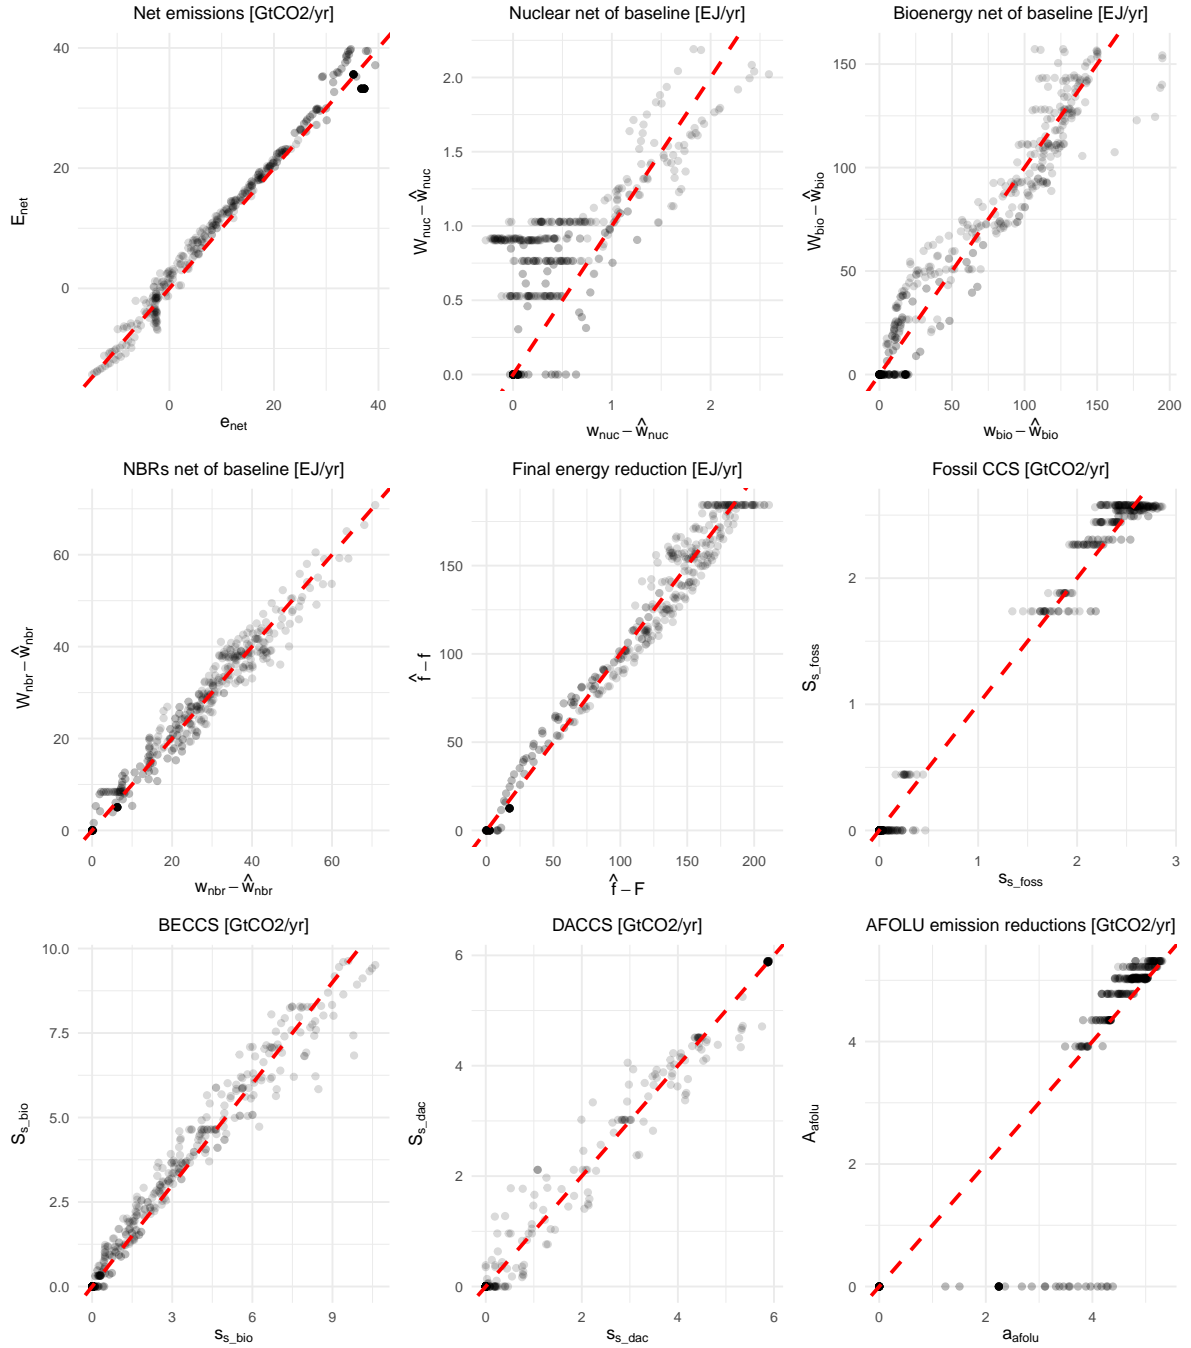 Net emissions [GtCO2/yr]
Nuclear net of baseline [EJ/yr]
Bioenergy net of baseline [EJ/yr]
E_net
40
20
0
0
20
40
e_net
W_nuc − ŵ_nuc
2.0
1.5
1.0
0.5
0.0
0
1
2
w_nuc − ŵ_nuc
W_bio − ŵ_bio
150
100
50
0
0
50
100
150
200
w_bio − ŵ_bio
NBRs net of baseline [EJ/yr]
Final energy reduction [EJ/yr]
Fossil CCS [GtCO2/yr]
W_nbr − ŵ_nbr
60
40
20
0
0
20
40
60
w_nbr − ŵ_nbr
f̂ − f
150
100
50
0
0
50
100
150
200
f̂ − F
S_s_foss
2
1
0
0
1
2
3
s_s_foss
BECCS [GtCO2/yr]
DACCS [GtCO2/yr]
AFOLU emission reductions [GtCO2/yr]
S_s_bio
10.0
7.5
5.0
2.5
0.0
0
3
6
9
s_s_bio
S_s_dac
6
4
2
0
0
2
4
6
s_s_dac
A_afolu
4
2
0
0
2
4
a_afolu